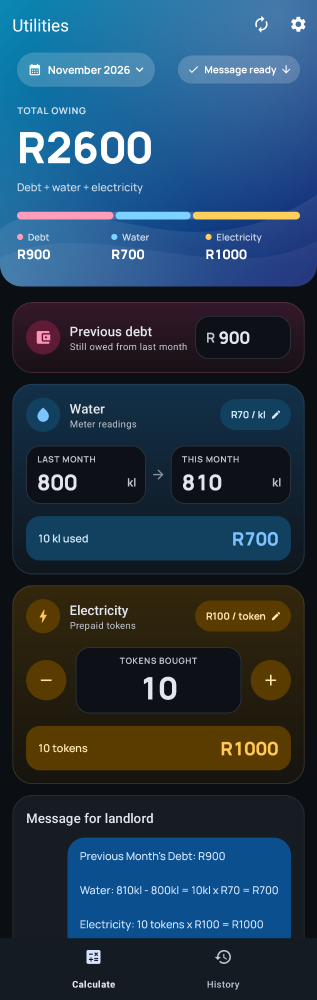 Utilities
November 2026
Message ready
TOTAL OWING
R2600
Debt + water + electricity
Debt
Water
Electricity
R900
R700
R1000
Previous debt
Still owed from last month
R 900
Water
Meter readings
R70 / kl
LAST MONTH
800 kl
THIS MONTH
810 kl
10 kl used
R700
Electricity
Prepaid tokens
R100 / token
TOKENS BOUGHT
10
10 tokens
R1000
Message for landlord
Previous Month's Debt: R900
Water: 810kl - 800kl = 10kl x R70 = R700
Electricity: 10 tokens x R100 = R1000
Calculate
History